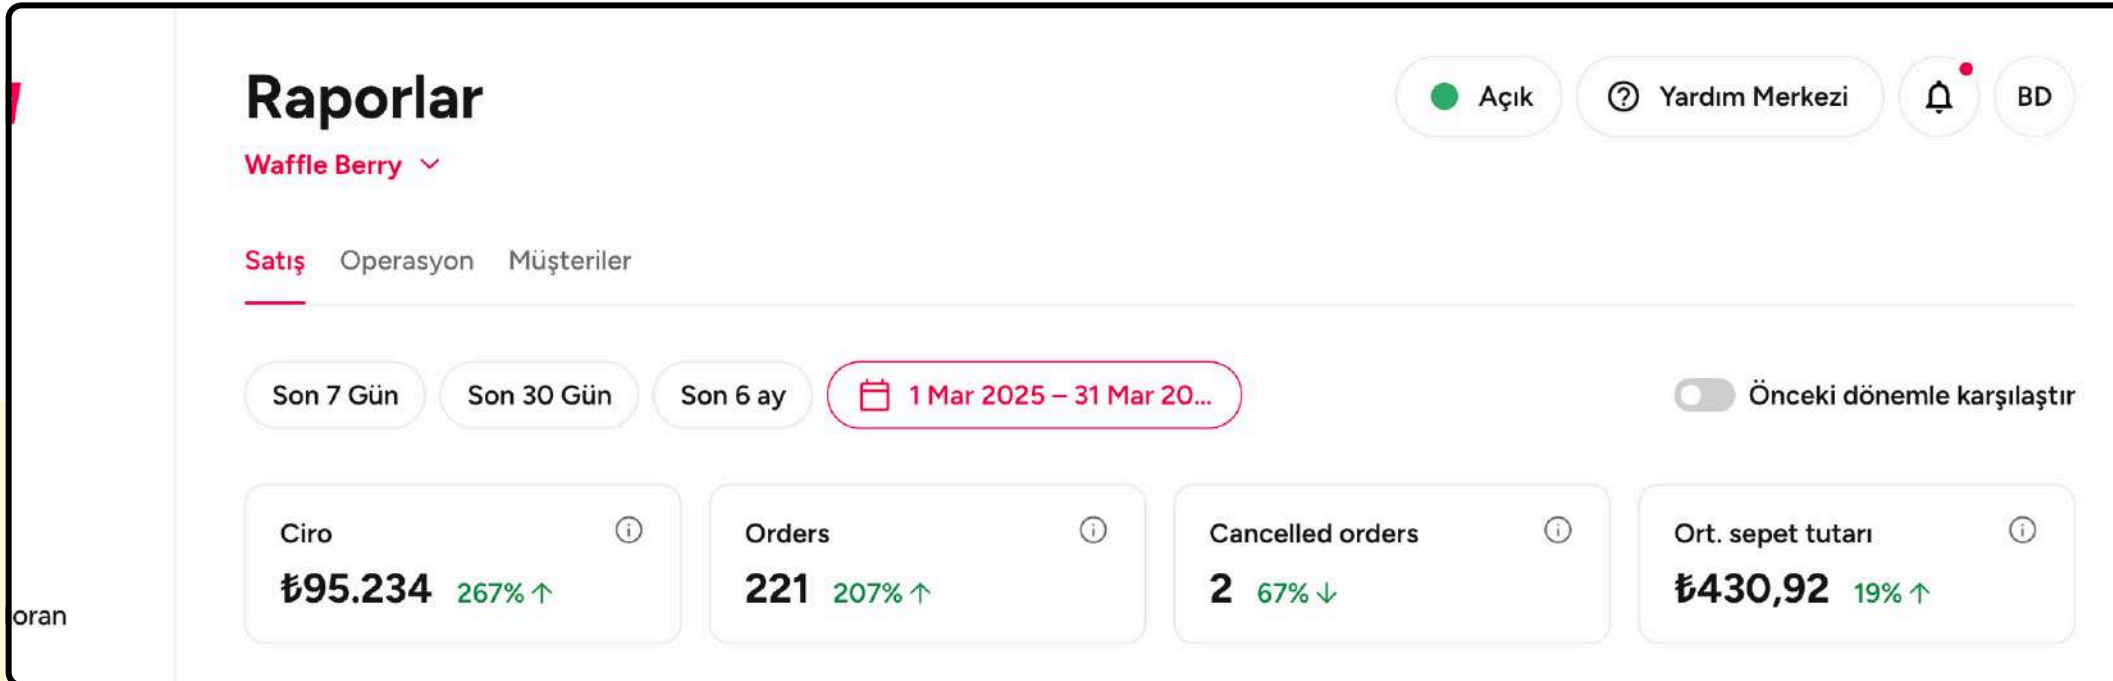 Raporlar
Açık
Yardım Merkezi
BD
Waffle Berry
Satış Operasyon Müşteriler
Son 7 Gün Son 30 Gün Son 6 ay 1 Mar 2025 – 31 Mar 20... Önceki dönemle karşılaştır
Ciro
₺95.234 267% ↑
Orders
221 207% ↑
Cancelled orders
2 67% ↓
Ort. sepet tutarı
₺430,92 19% ↑
oran